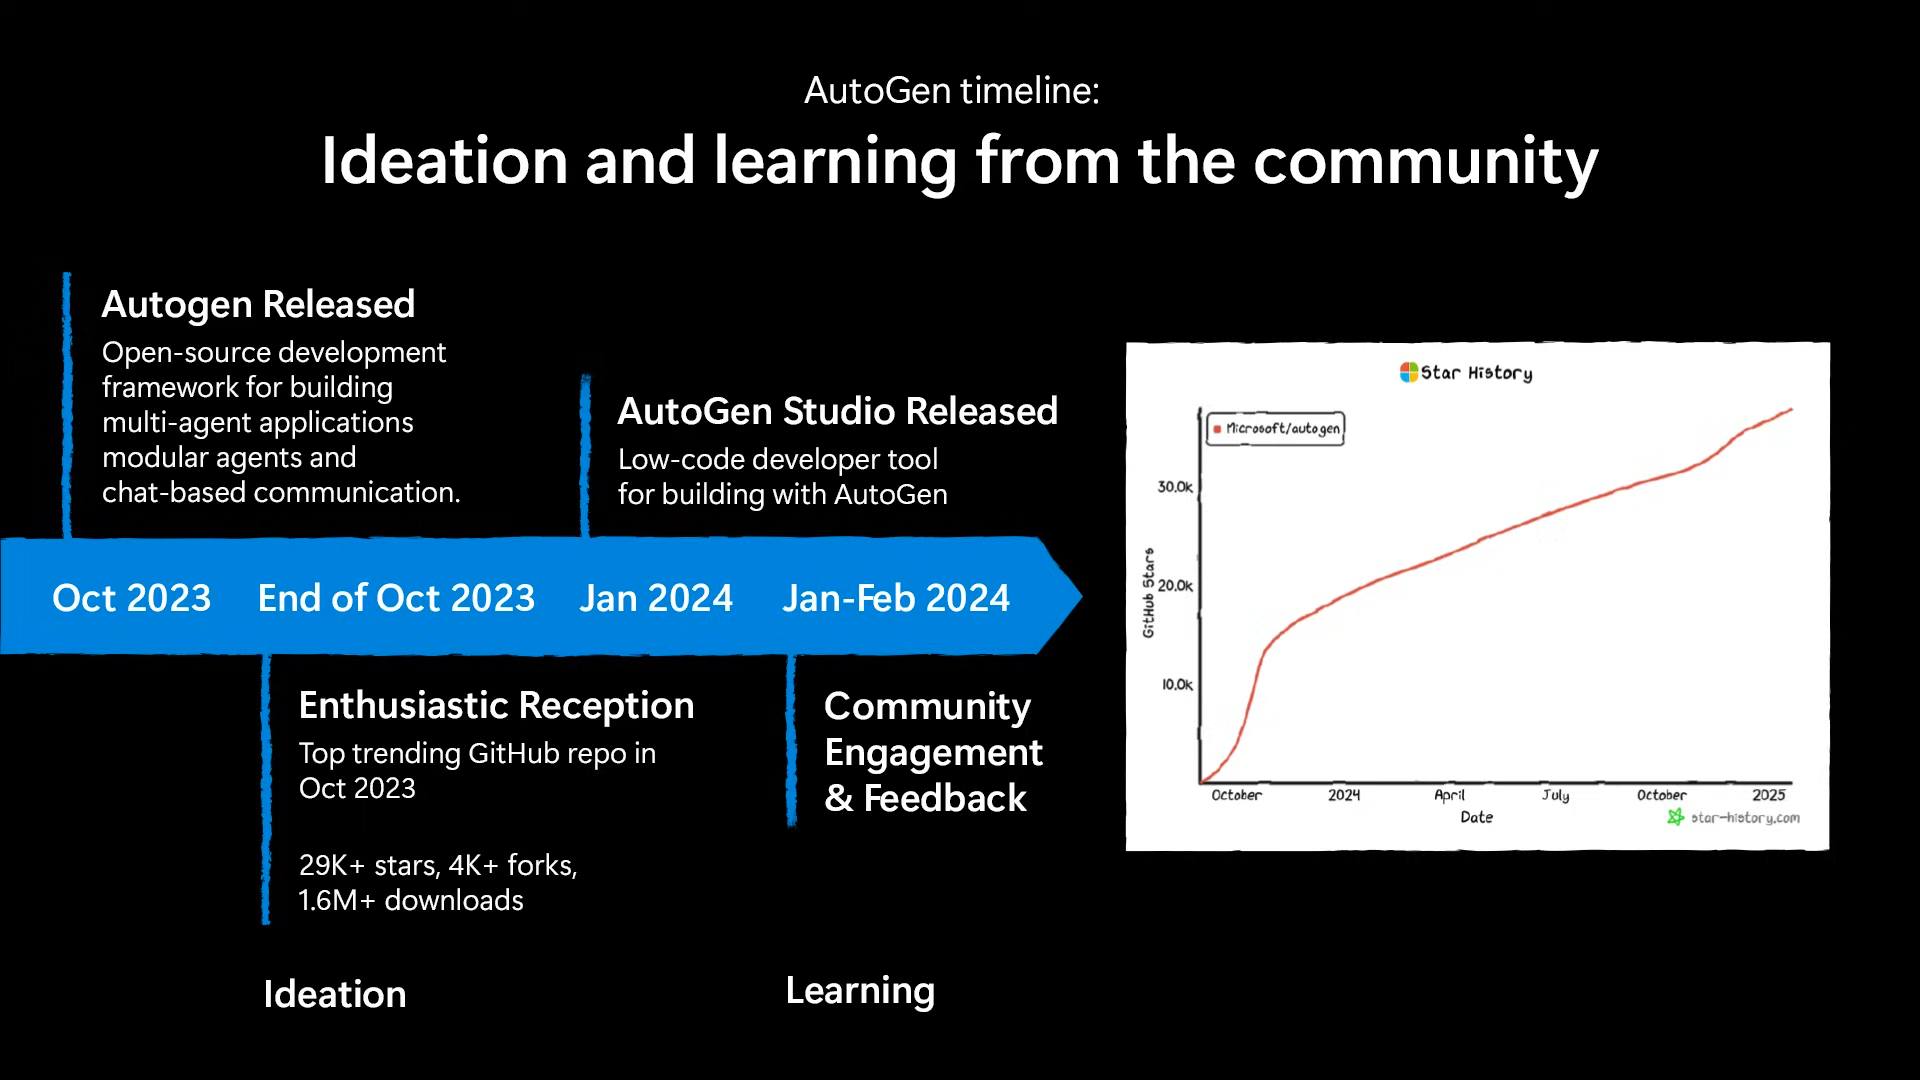 AutoGen timeline:
Ideation and learning from the community
Autogen Released
Open-source development
framework for building
multi-agent applications
modular agents and
chat-based communication.
AutoGen Studio Released
Low-code developer tool
for building with AutoGen
Oct 2023
End of Oct 2023
Jan 2024
Jan-Feb 2024
Enthusiastic Reception
Top trending GitHub repo in
Oct 2023
29K+ stars, 4K+ forks,
1.6M+ downloads
Community
Engagement
& Feedback
Ideation
Learning
Star History
Microsoft/autogen
30.0k
20.0k
10.0k
GitHub Stars
October
2024
April
July
October
2025
Date
star-history.com